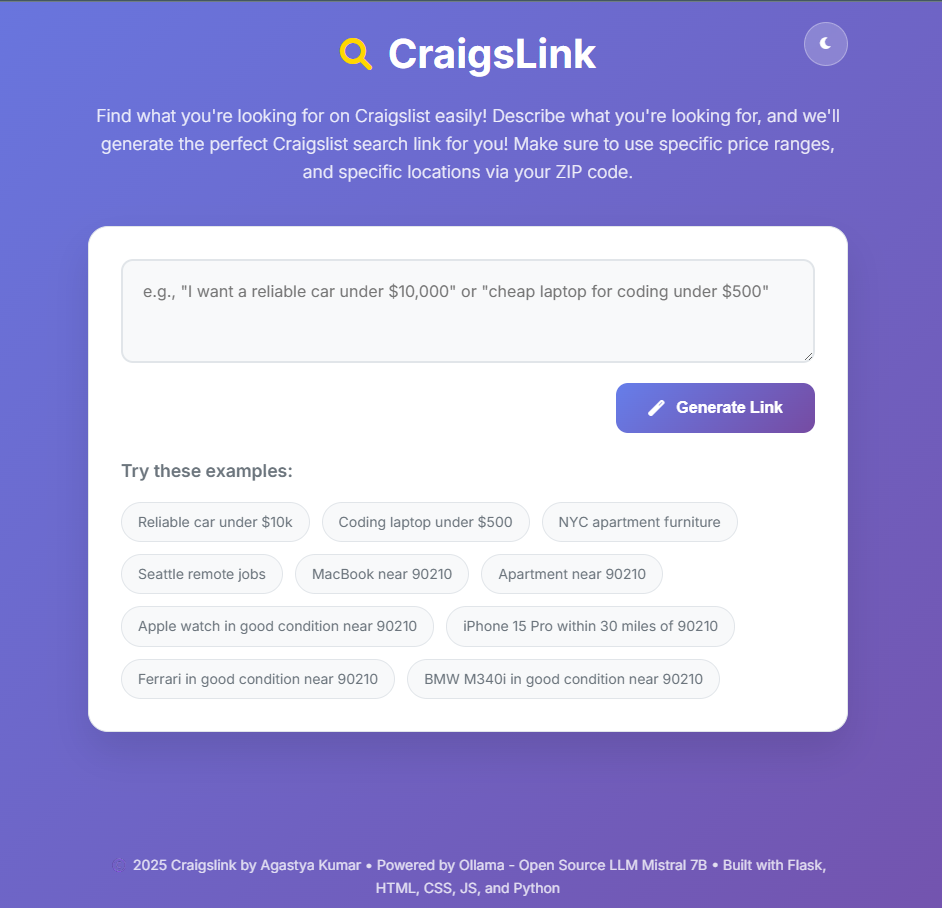 CraigsLink
Find what you're looking for on Craigslist easily! Describe what you're looking for, and we'll
generate the perfect Craigslist search link for you! Make sure to use specific price ranges,
and specific locations via your ZIP code.
e.g., "I want a reliable car under $10,000" or "cheap laptop for coding under $500"
Generate Link
Try these examples:
Reliable car under $10k
Coding laptop under $500
NYC apartment furniture
Seattle remote jobs
MacBook near 90210
Apartment near 90210
Apple watch in good condition near 90210
iPhone 15 Pro within 30 miles of 90210
Ferrari in good condition near 90210
BMW M340i in good condition near 90210
2025 Craigslink by Agastya Kumar • Powered by Ollama - Open Source LLM Mistral 7B • Built with Flask,
HTML, CSS, JS, and Python